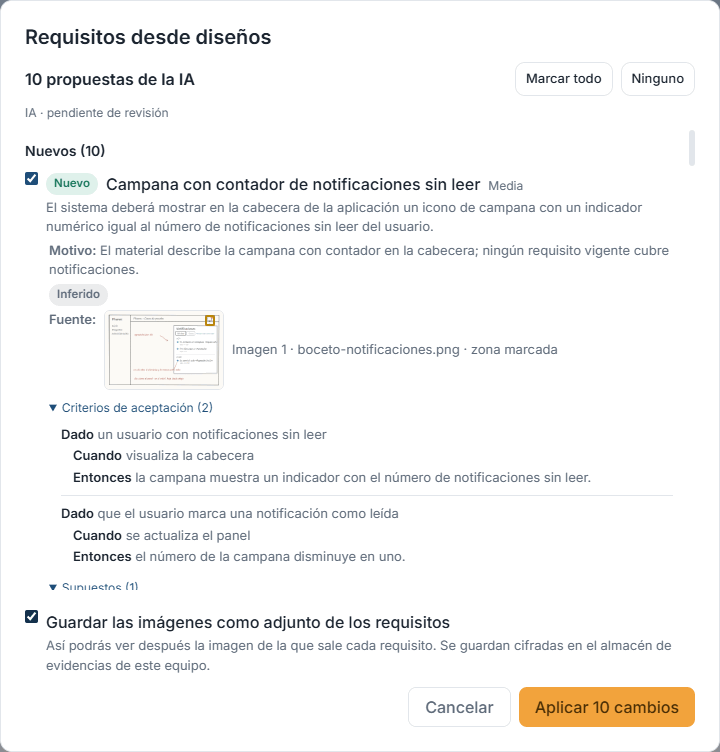 Requisitos desde diseños
10 propuestas de la IA
Marcar todo
Ninguno
IA · pendiente de revisión
Nuevos (10)
Nuevo Campana con contador de notificaciones sin leer Media
El sistema deberá mostrar en la cabecera de la aplicación un icono de campana con un indicador
numérico igual al número de notificaciones sin leer del usuario.
Motivo: El material describe la campana con contador en la cabecera; ningún requisito vigente cubre
notificaciones.
Inferido
Fuente:
Imagen 1 · boceto-notificaciones.png · zona marcada
▼ Criterios de aceptación (2)
Dado un usuario con notificaciones sin leer
Cuando visualiza la cabecera
Entonces la campana muestra un indicador con el número de notificaciones sin leer.
Dado que el usuario marca una notificación como leída
Cuando se actualiza el panel
Entonces el número de la campana disminuye en uno.
▼ Supuestos (1)
Guardar las imágenes como adjunto de los requisitos
Así podrás ver después la imagen de la que sale cada requisito. Se guardan cifradas en el almacén de
evidencias de este equipo.
Cancelar
Aplicar 10 cambios